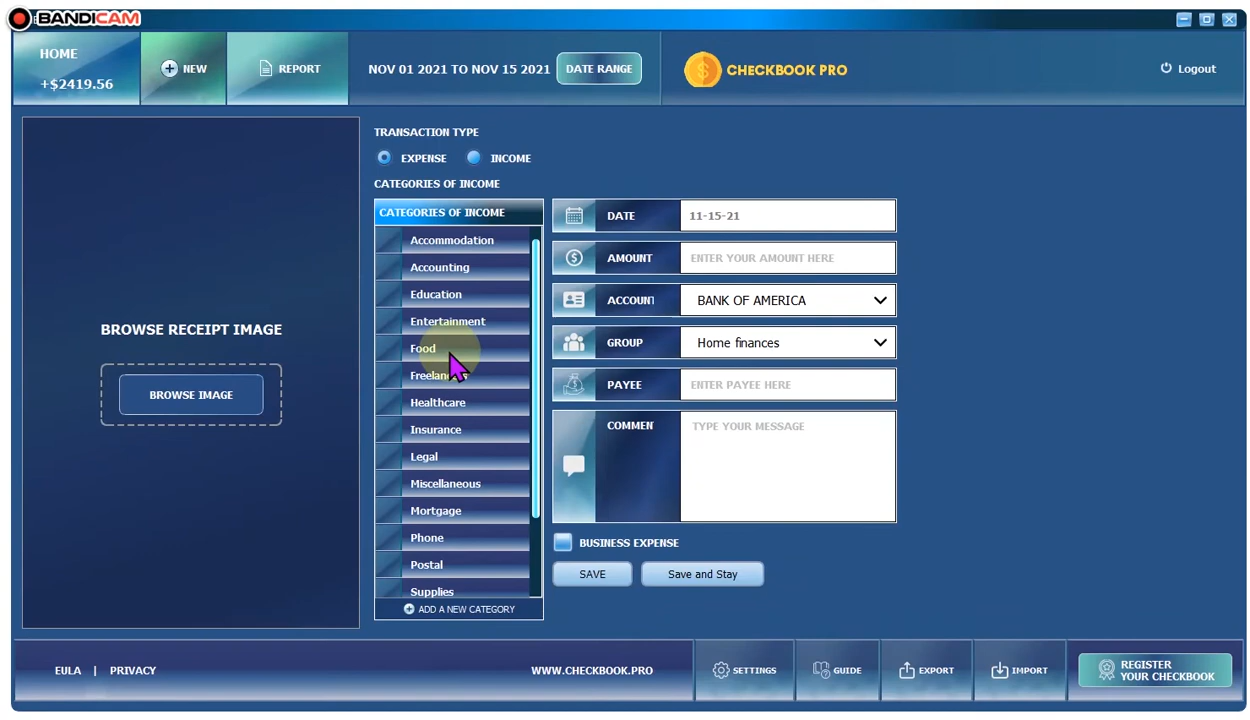 BANDICAM
HOME
+$2419.56
NEW
REPORT
NOV 01 2021 TO NOV 15 2021
DATE RANGE
CHECKBOOK PRO
Logout
BROWSE RECEIPT IMAGE
BROWSE IMAGE
TRANSACTION TYPE
EXPENSE
INCOME
CATEGORIES OF INCOME
CATEGORIES OF INCOME
Accommodation
Accounting
Education
Entertainment
Food
Healthcare
Insurance
Legal
Miscellaneous
Mortgage
Phone
Postal
Supplies
ADD A NEW CATEGORY
DATE
11-15-21
AMOUNT
ENTER YOUR AMOUNT HERE
ACCOUNT
BANK OF AMERICA
GROUP
Home finances
PAYEE
ENTER PAYEE HERE
COMMEN
TYPE YOUR MESSAGE
BUSINESS EXPENSE
SAVE
Save and Stay
EULA | PRIVACY
WWW.CHECKBOOK.PRO
SETTINGS
GUIDE
EXPORT
IMPORT
REGISTER
YOUR CHECKBOOK